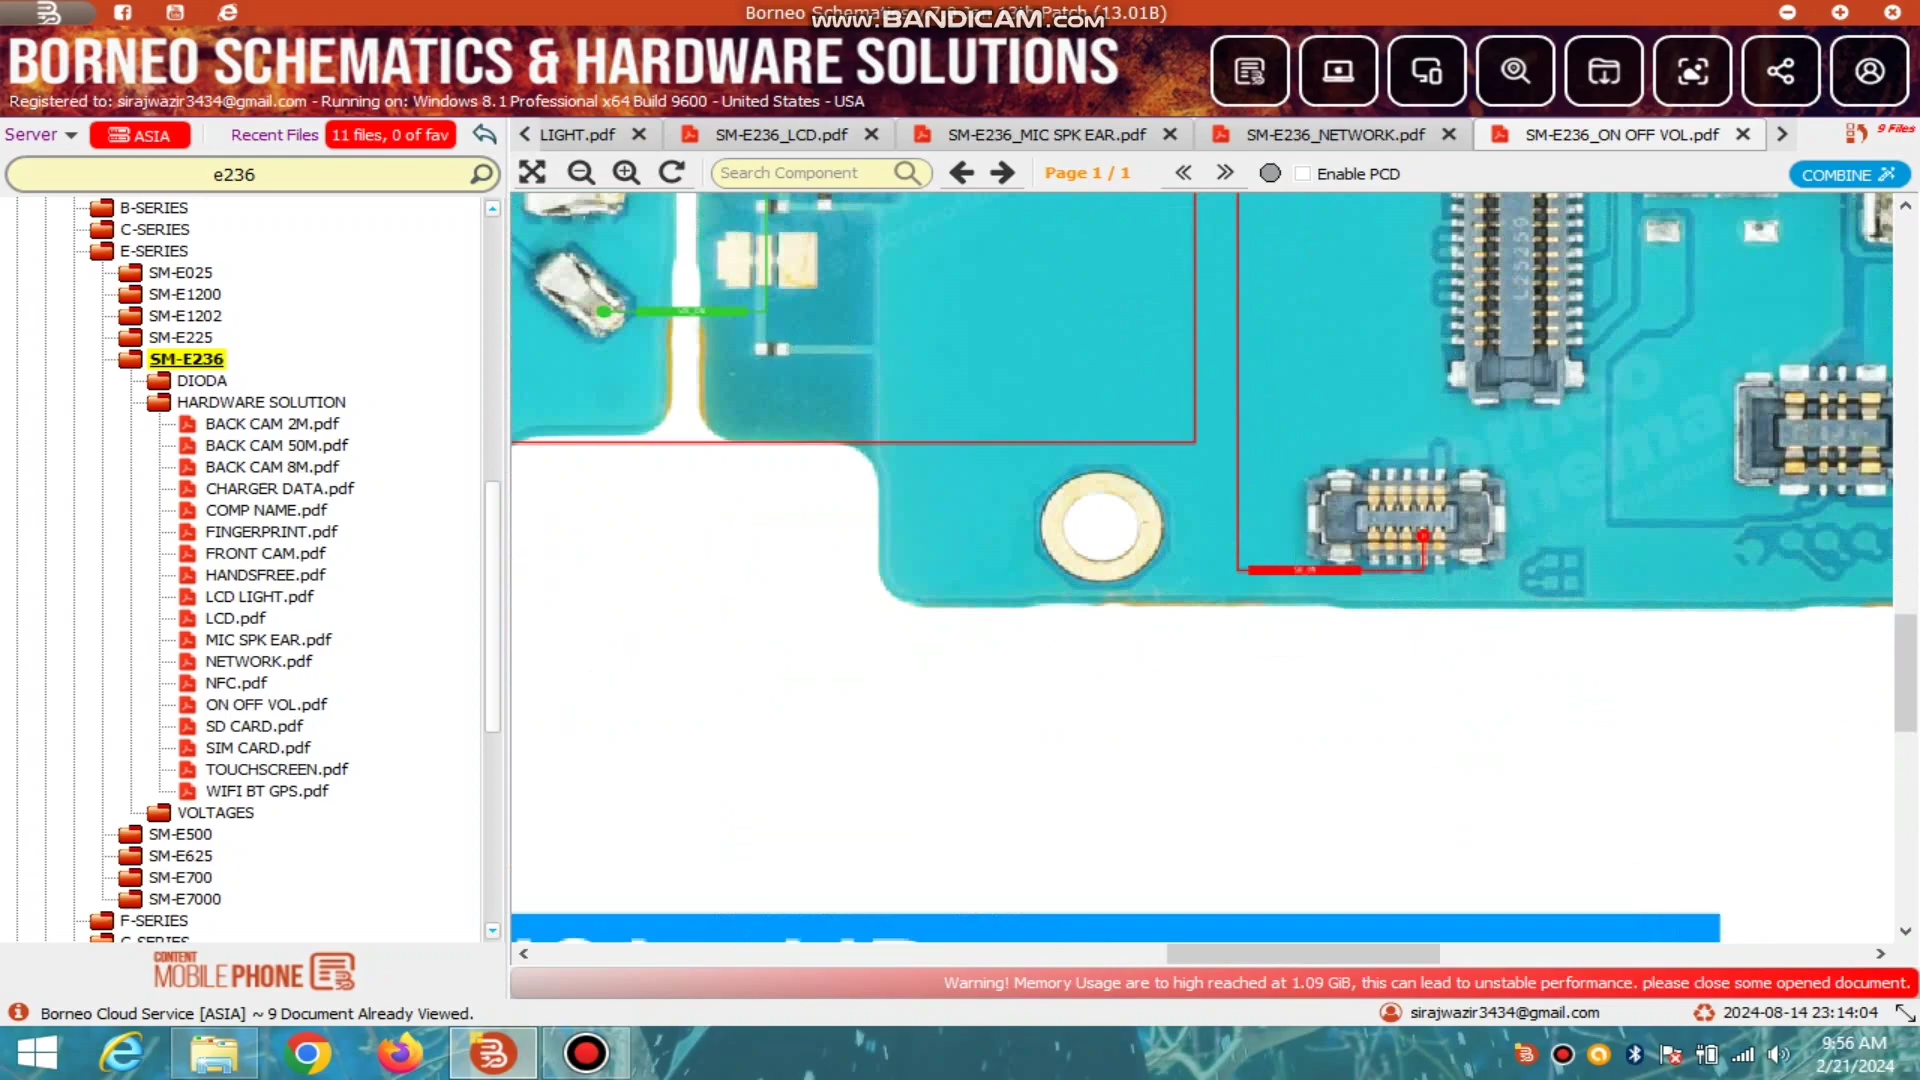 Borneo Schematics
Patch (13.01B)
www.BANDICAM.com
BORNEO SCHEMATICS & HARDWARE SOLUTIONS
Registered to: sirajwazir3434@gmail.com - Running on: Windows 8.1 Professional x64 Build 9600 - United States - USA
Server
ASIA
Recent Files
11 files, 0 of fav
LIGHT.pdf
SM-E236_LCD.pdf
SM-E236_MIC SPK EAR.pdf
SM-E236_NETWORK.pdf
SM-E236_ON OFF VOL.pdf
9 Files
e236
Search Component
Page 1 / 1
Enable PCD
COMBINE
B-SERIES
C-SERIES
E-SERIES
SM-E025
SM-E1200
SM-E1202
SM-E225
SM-E236
DIODA
HARDWARE SOLUTION
BACK CAM 2M.pdf
BACK CAM 50M.pdf
BACK CAM 8M.pdf
CHARGER DATA.pdf
COMP NAME.pdf
FINGERPRINT.pdf
FRONT CAM.pdf
HANDSFREE.pdf
LCD LIGHT.pdf
LCD.pdf
MIC SPK EAR.pdf
NETWORK.pdf
NFC.pdf
ON OFF VOL.pdf
SD CARD.pdf
SIM CARD.pdf
TOUCHSCREEN.pdf
WIFI BT GPS.pdf
VOLTAGES
SM-E500
SM-E625
SM-E700
SM-E7000
F-SERIES
CONTENT
MOBILE PHONE
Warning! Memory Usage are to high reached at 1.09 GiB, this can lead to unstable performance. please close some opened document.
Borneo Cloud Service [ASIA] ~ 9 Document Already Viewed.
sirajwazir3434@gmail.com
2024-08-14 23:14:04
9:56 AM
2/21/2024